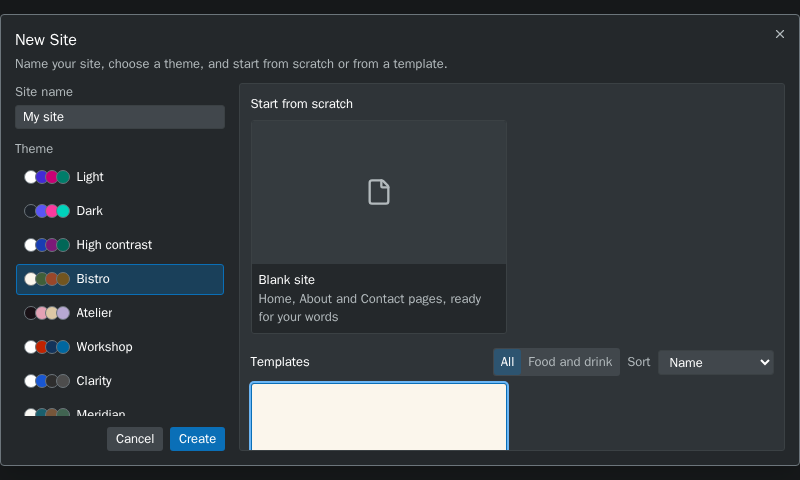 New Site
Name your site, choose a theme, and start from scratch or from a template.
Site name
My site
Theme
Light
Dark
High contrast
Bistro
Atelier
Workshop
Clarity
Meridian
Cancel
Create
Start from scratch
Blank site
Home, About and Contact pages, ready
for your words
Templates
All
Food and drink
Sort
Name